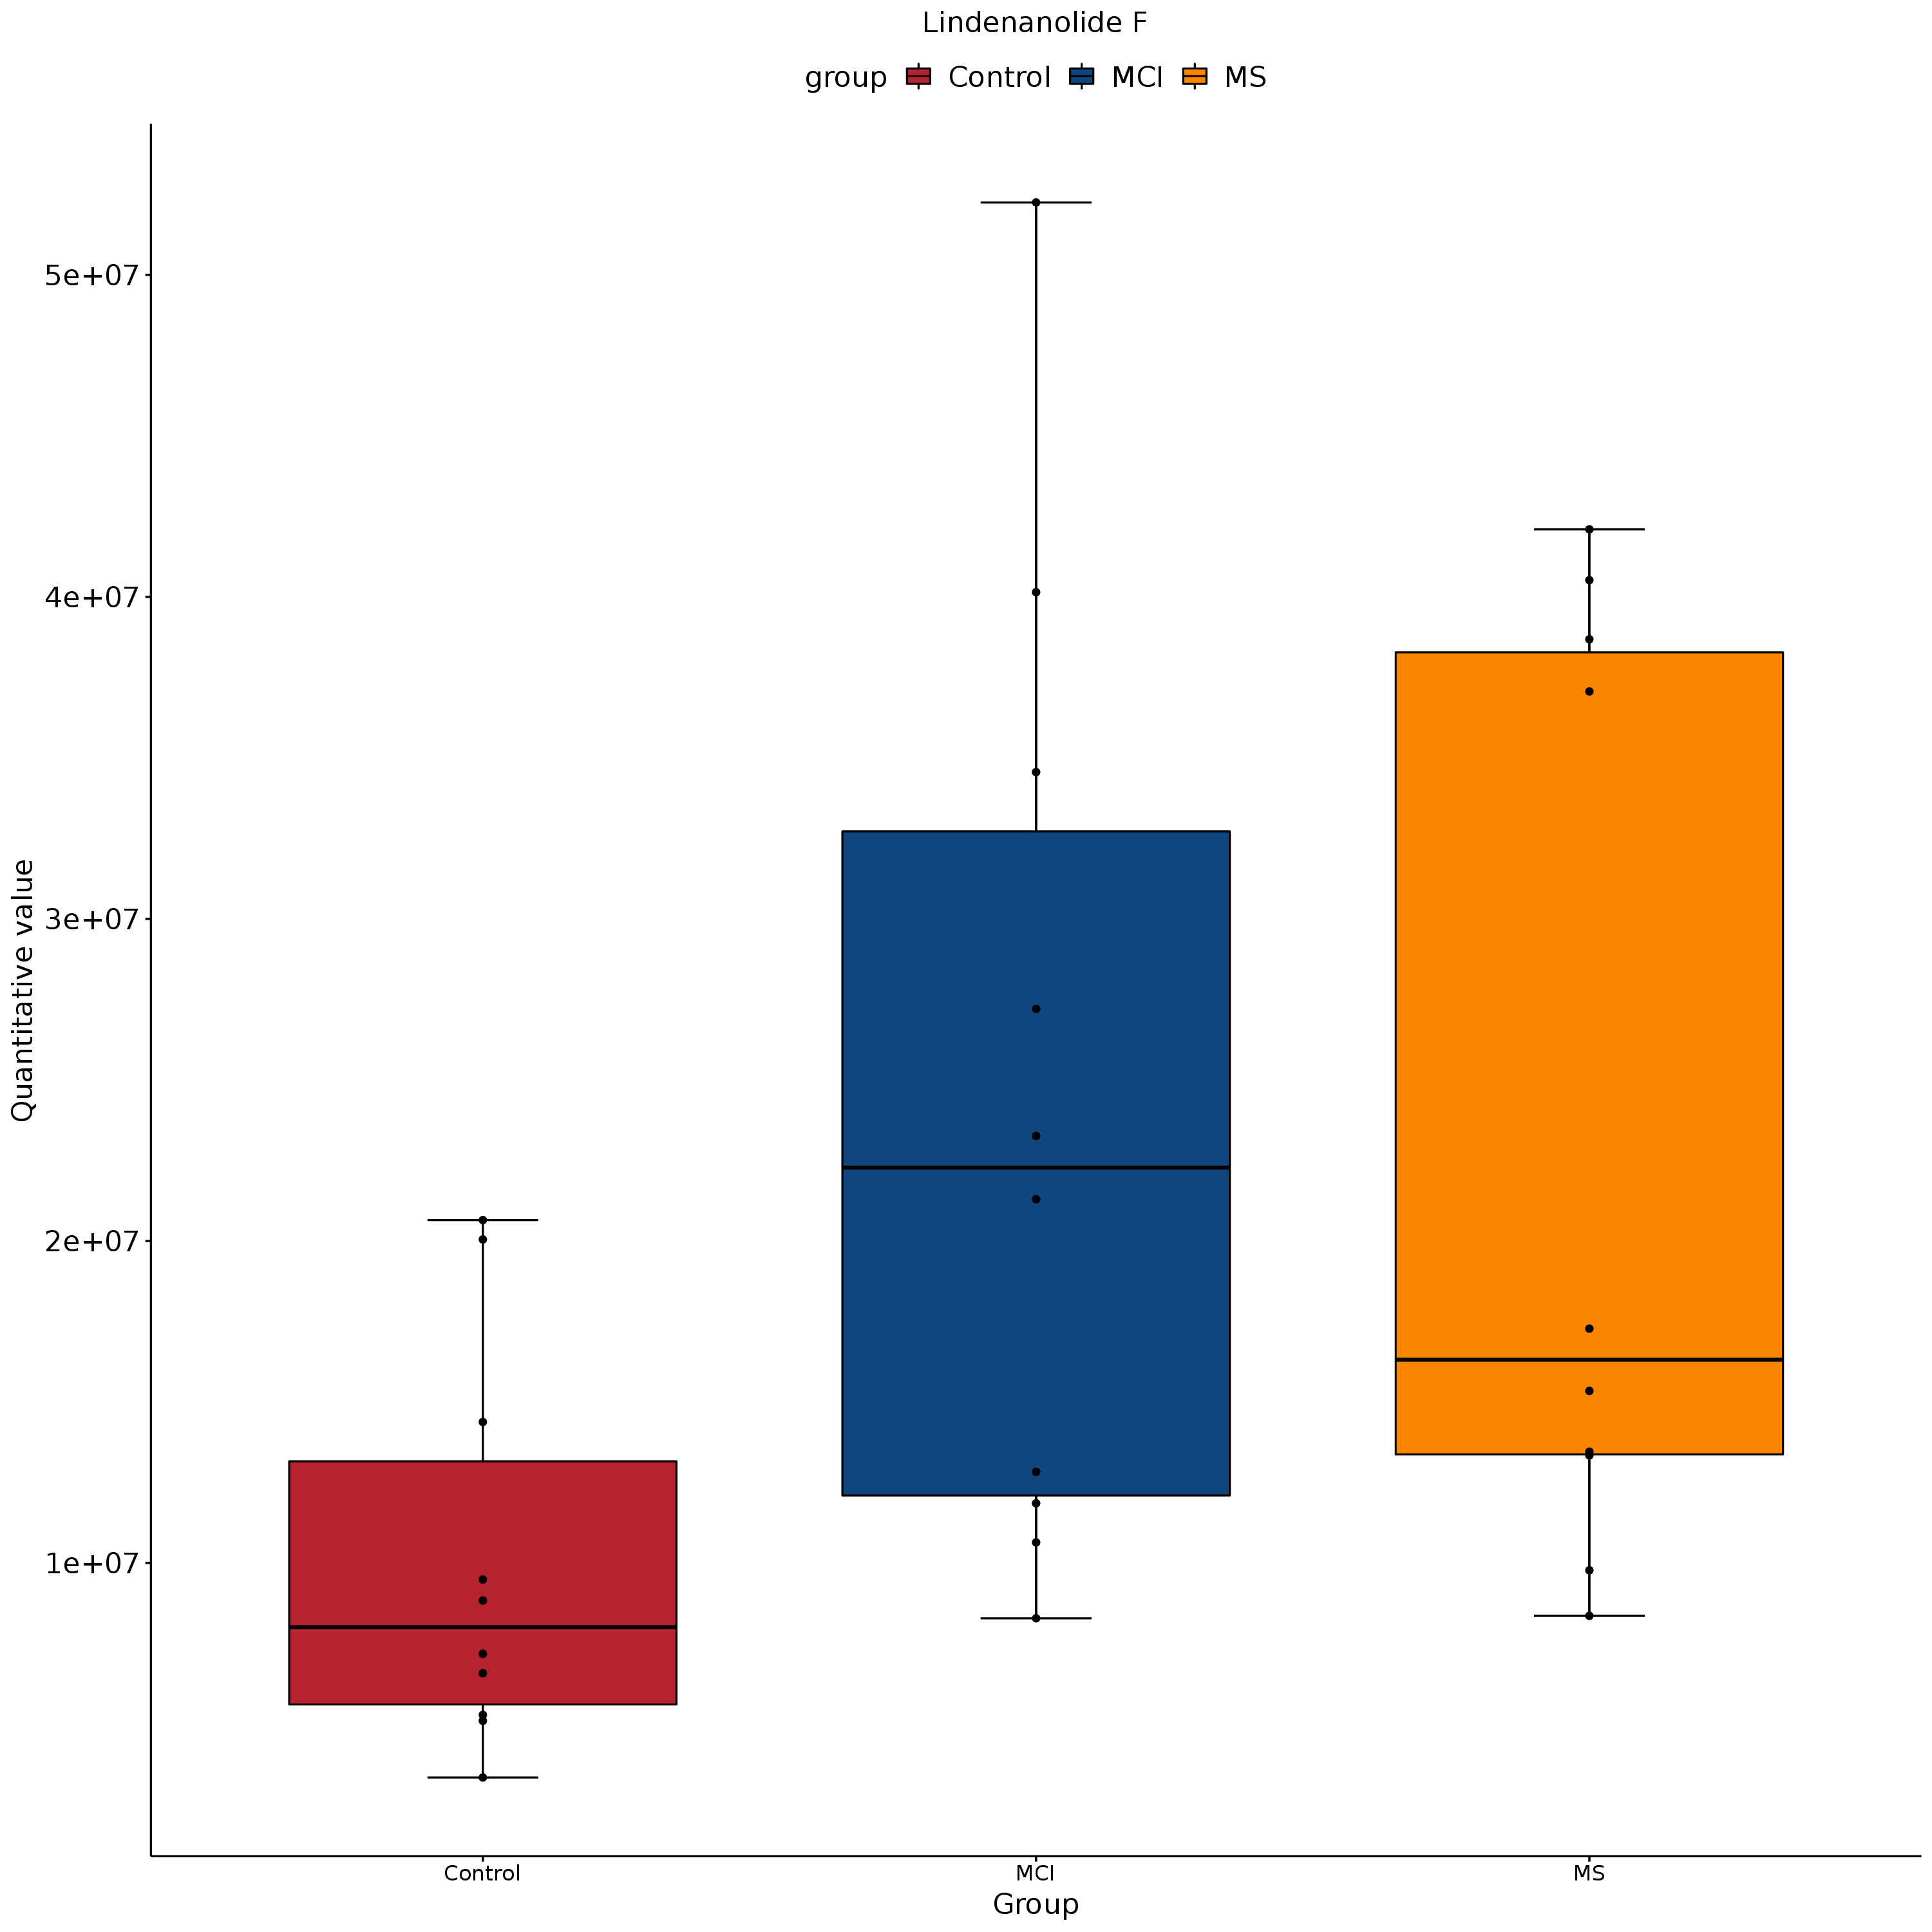 Lindenanolide F
group Control MCI MS
Quantitative value
5e+07
4e+07
3e+07
2e+07
1e+07
Control MCI MS
Group